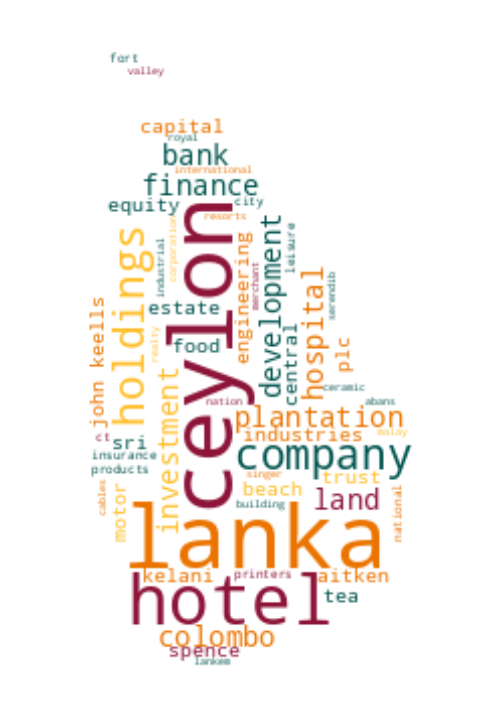 fort
valley
capital
royal
bank
international
finance
equity
city
resorts
ceylon
holdings
corporation
industrial
development
leisure
engineering
merchant
hospital
serendib
estate
john keells
realty
food
central
plc
investment
ceramic
nation
abans
plantation
ct
sri
industries
malay
insurance
company
products
singer
trust
cables
motor
beach
land
national
building
lanka
kelani
printers
aitken
hotel
tea
colombo
spence
lankem